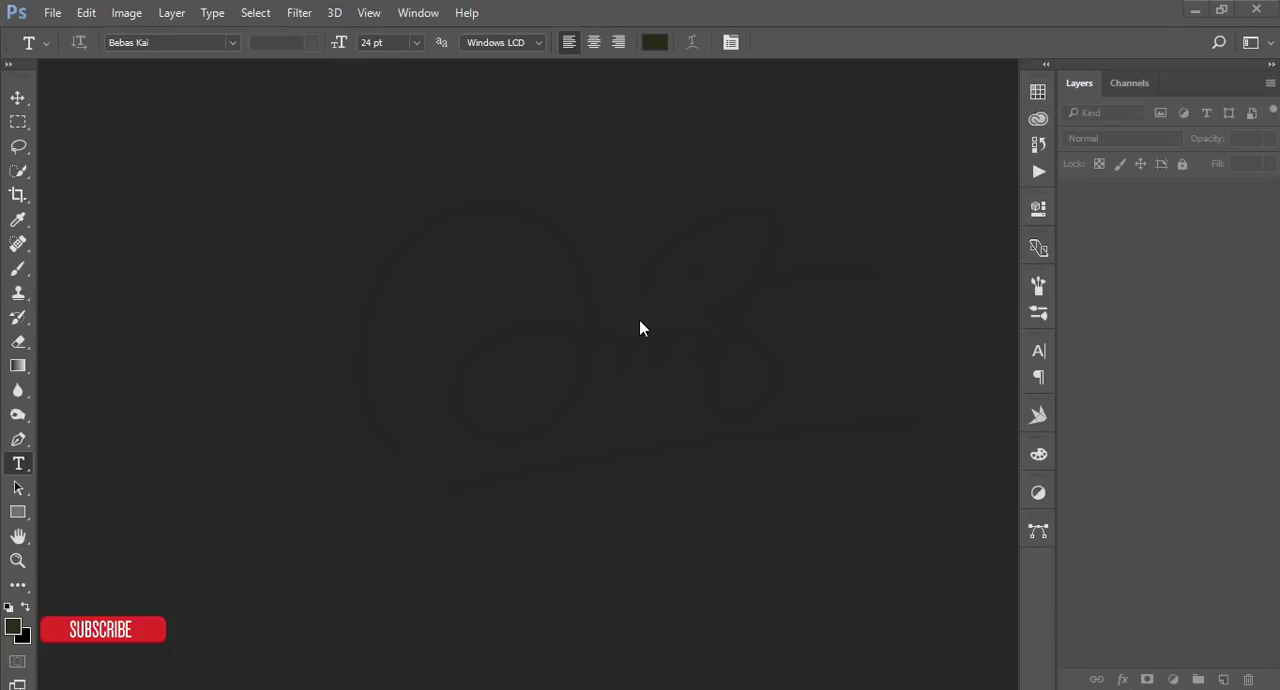 Ps File Edit Image Layer Type Select Filter 3D View Window Help
T Bebas Kai 24 pt Windows LCD
Layers Channels
Kind
Normal Opacity:
Lock: Fill:
SUBSCRIBE